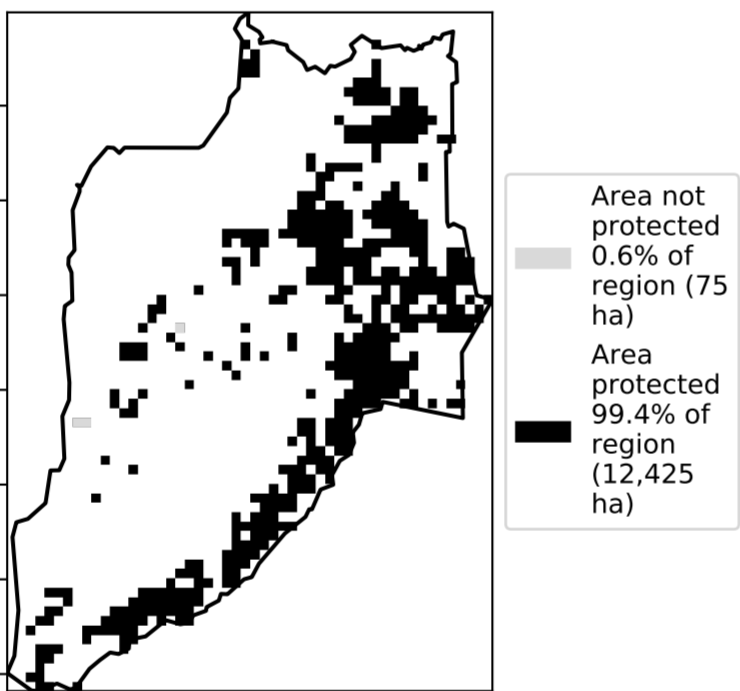 Area not
protected
0.6% of
region (75
ha)
Area
protected
99.4% of
region
(12,425
ha)